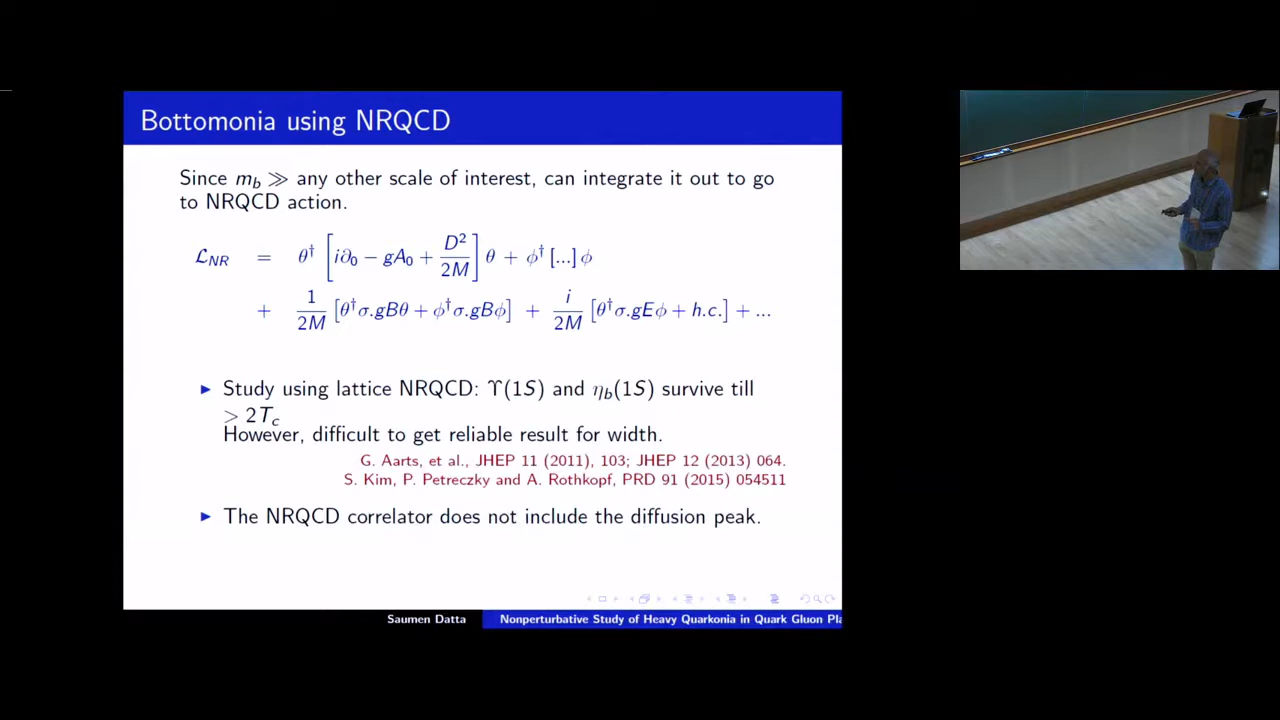 Bottomonia using NRQCD
Since m_b ≫ any other scale of interest, can integrate it out to go
to NRQCD action.
ℒ_NR = θ† [i∂₀ − gA₀ + D²/2M] θ + φ† [...] φ
+ 1/2M [θ†σ.gBθ + φ†σ.gBφ] + i/2M [θ†σ.gEφ + h.c.] + ...
▶ Study using lattice NRQCD: ϒ(1S) and η_b(1S) survive till
> 2T_c
However, difficult to get reliable result for width.
G. Aarts, et al., JHEP 11 (2011), 103; JHEP 12 (2013) 064.
S. Kim, P. Petreczky and A. Rothkopf, PRD 91 (2015) 054511
▶ The NRQCD correlator does not include the diffusion peak.
Saumen Datta Nonperturbative Study of Heavy Quarkonia in Quark Gluon Pla